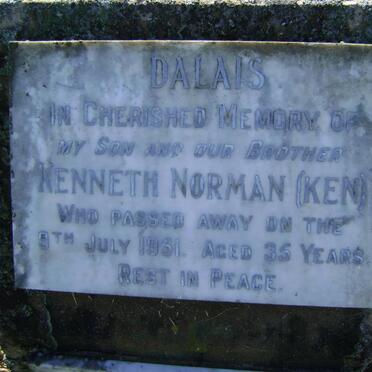 DALAIS
IN CHERISHED MEMORY OF
MY SON AND OUR BROTHER
KENNETH NORMAN (KEN)
WHO PASSED AWAY ON THE
9TH JULY 1961. AGED 35 YEARS
REST IN PEACE.